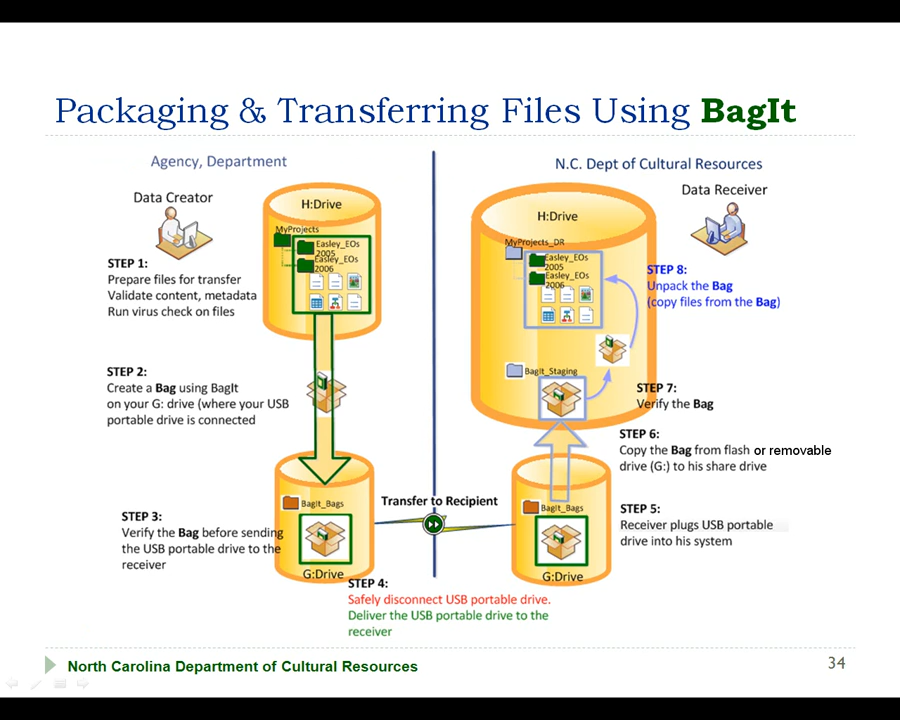 Packaging & Transferring Files Using BagIt
Agency, Department
Data Creator
H:Drive
MyProjects
Easley_EOs
2005
Easley_EOs
2006
STEP 1:
Prepare files for transfer
Validate content, metadata
Run virus check on files
STEP 2:
Create a Bag using BagIt
on your G: drive (where your USB
portable drive is connected
BagIt_Bags
STEP 3:
Verify the Bag before sending
the USB portable drive to the
receiver
G:Drive
Transfer to Recipient
STEP 4:
Safely disconnect USB portable drive.
Deliver the USB portable drive to the
receiver
N.C. Dept of Cultural Resources
Data Receiver
H:Drive
MyProjects_DR
Easley_EOs
2005
Easley_EOs
2006
STEP 8:
Unpack the Bag
(copy files from the Bag)
BagIt_Staging
STEP 7:
Verify the Bag
STEP 6:
Copy the Bag from flash or removable
drive (G:) to his share drive
BagIt_Bags
STEP 5:
Receiver plugs USB portable
drive into his system
G:Drive
North Carolina Department of Cultural Resources
34